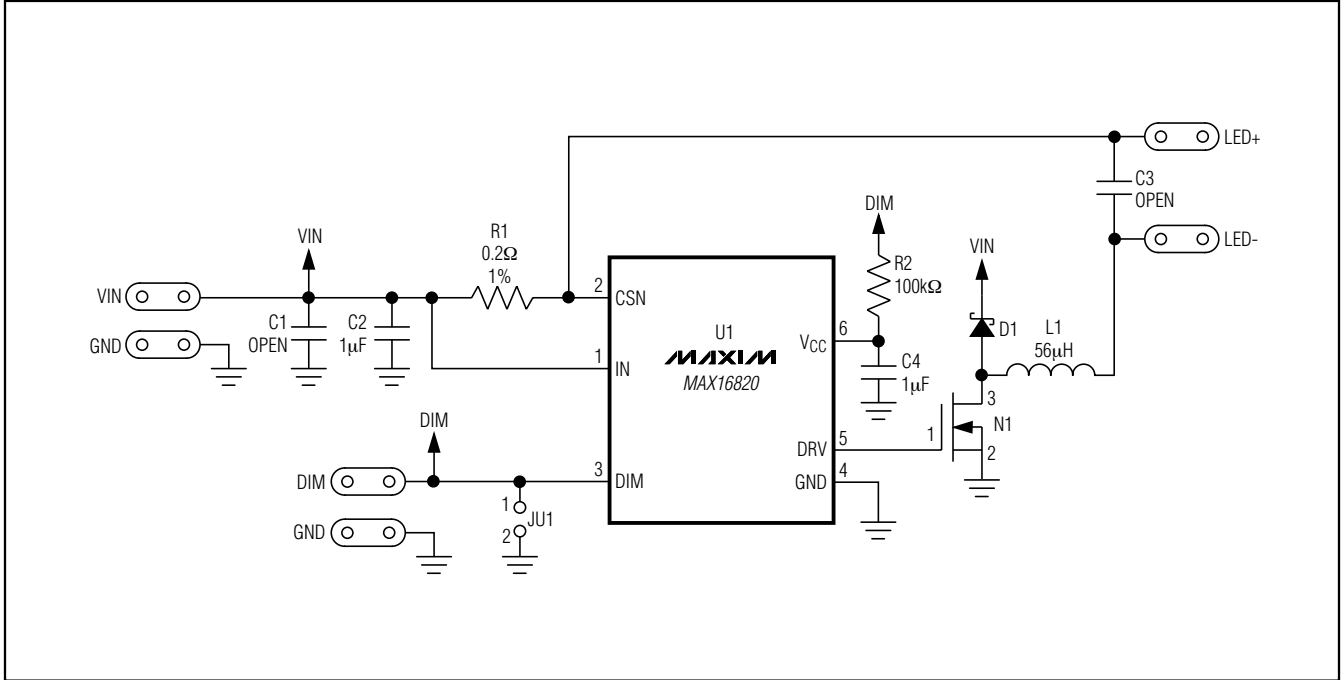 LED+
C3
OPEN
LED-
DIM
R2
100kΩ
VIN
D1
L1
56µH
R1
0.2Ω
1%
VIN
VIN
C1
OPEN
C2
1µF
GND
2
CSN
1
IN
U1
MAXIM
MAX16820
6
VCC
C4
1µF
3
N1
1
2
5
DRV
4
GND
DIM
DIM
3
DIM
1
JU1
2
GND